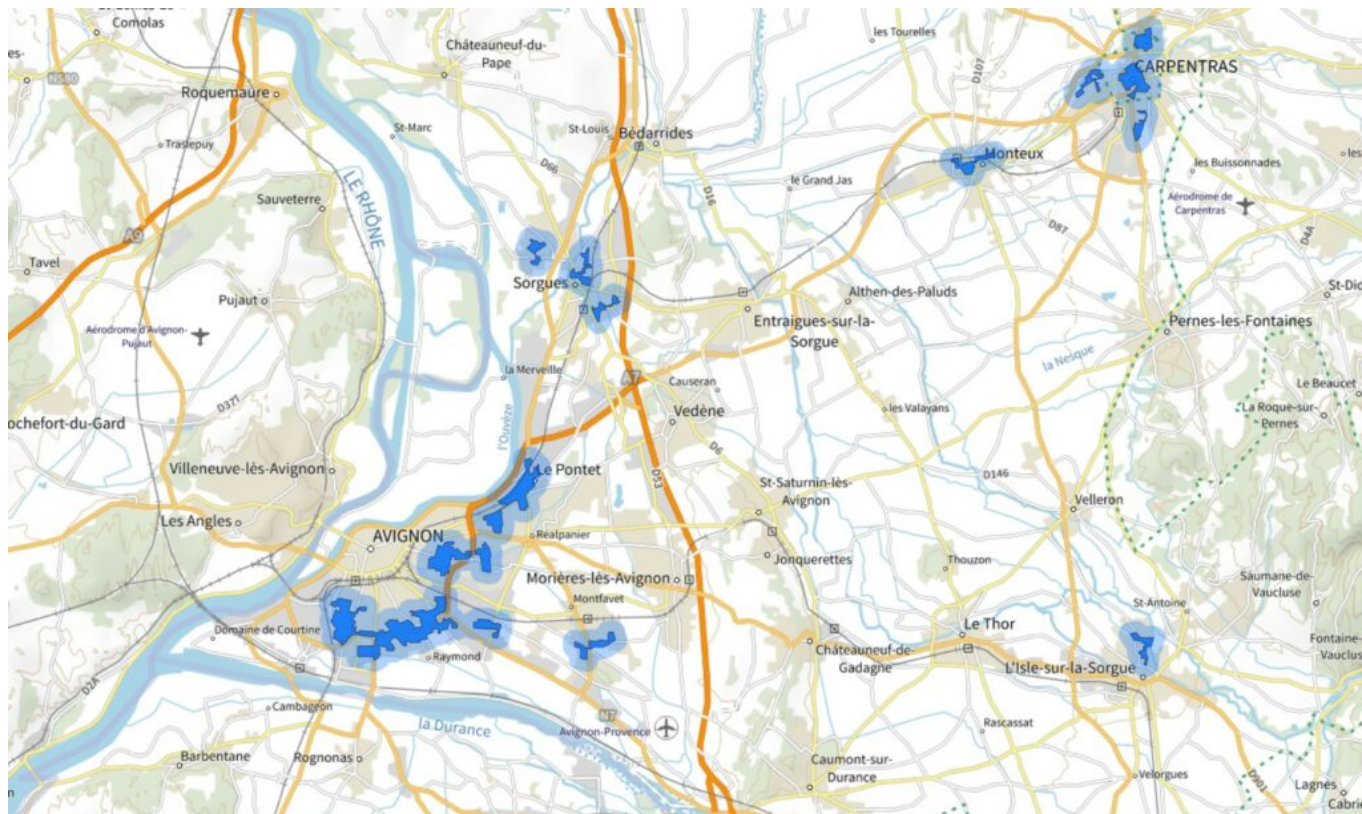 Comolas
Châteauneuf-du-
Pape
les Tourelles
D107
CARPENTRAS
N580
Roquemaure
St-Marc
St-Louis
Bédarrides
Traslepuy
D66
Monteux
les Buissonnades
les
LE RHÔNE
D16
le Grand Jas
Sauveterre
Aérodrome de
Carpentras
A9
D87
D4A
Tavel
Sorgues
Pujaut
Althen-des-Paluds
St-Did
Entraigues-sur-la-
Sorgue
Pernes-les-Fontaines
Aérodrome d'Avignon-
Pujaut
la Nesque
la Merveille
A7
Causeran
Le Beaucet
D371
l'Ouvèze
Vedène
les Valayans
La Roque-sur-
Pernes
ochefort-du-Gard
D6
Villeneuve-lès-Avignon
Le Pontet
D53
D146
St-Saturnin-lès-
Avignon
Velleron
Les Angles
AVIGNON
Réalpanier
Jonquerettes
Thouzon
Morières-lès-Avignon
Saumane-de-
Vaucluse
Montfavet
St-Antoine
Domaine de Courtine
Le Thor
Fontaine-
Vauclus
Raymond
Châteauneuf-de-
Gadagne
L'Isle-sur-la-Sorgue
D2A
Cambageon
N7
la Durance
Avignon-Provence
Rascassat
Barbentane
Rognonas
Caumont-sur-
Durance
Velorgues
D901
Lagnes
Cabri